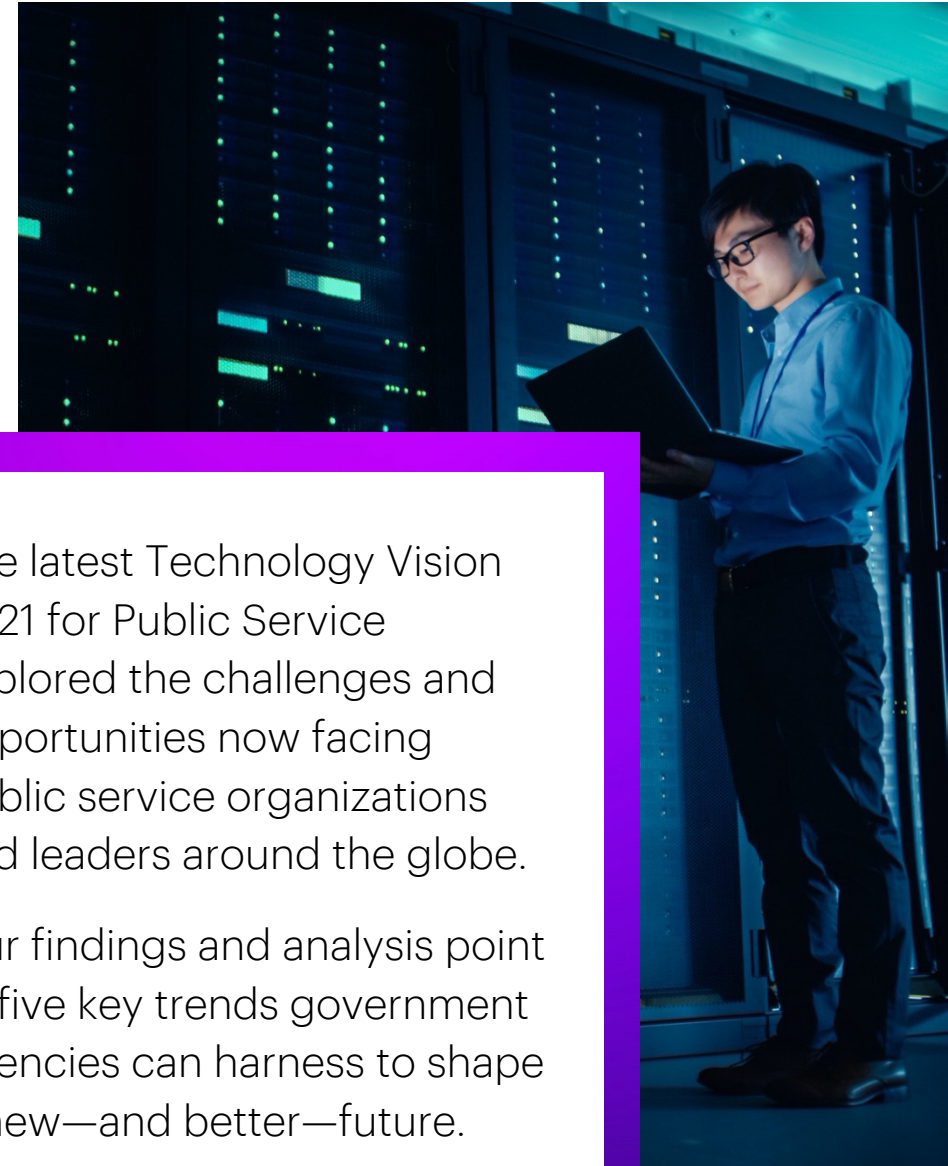 e latest Technology Vision
21 for Public Service
plored the challenges and
portunities now facing
blic service organizations
d leaders around the globe.
ur findings and analysis point
five key trends government
encies can harness to shape
new—and better—future.